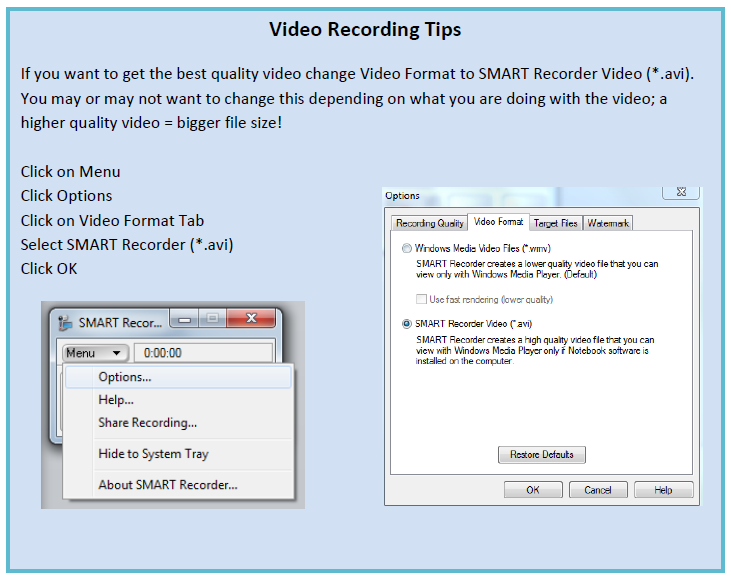 Video Recording Tips
If you want to get the best quality video change Video Format to SMART Recorder Video (*.avi).
You may or may not want to change this depending on what you are doing with the video; a
higher quality video = bigger file size!
Click on Menu
Click Options
Click on Video Format Tab
Select SMART Recorder (*.avi)
Click OK
SMART Recor...
Menu 0:00:00
Options...
Help...
Share Recording...
Hide to System Tray
About SMART Recorder...
Options
Recording Quality Video Format Target Files Watermark
Windows Media Video Files (*.wmv)
SMART Recorder creates a lower quality video file that you can
view only with Windows Media Player. (Default)
Use fast rendering (lower quality)
SMART Recorder Video (*.avi)
SMART Recorder creates a high quality video file that you can
view with Windows Media Player only if Notebook software is
installed on the computer.
Restore Defaults
OK Cancel Help